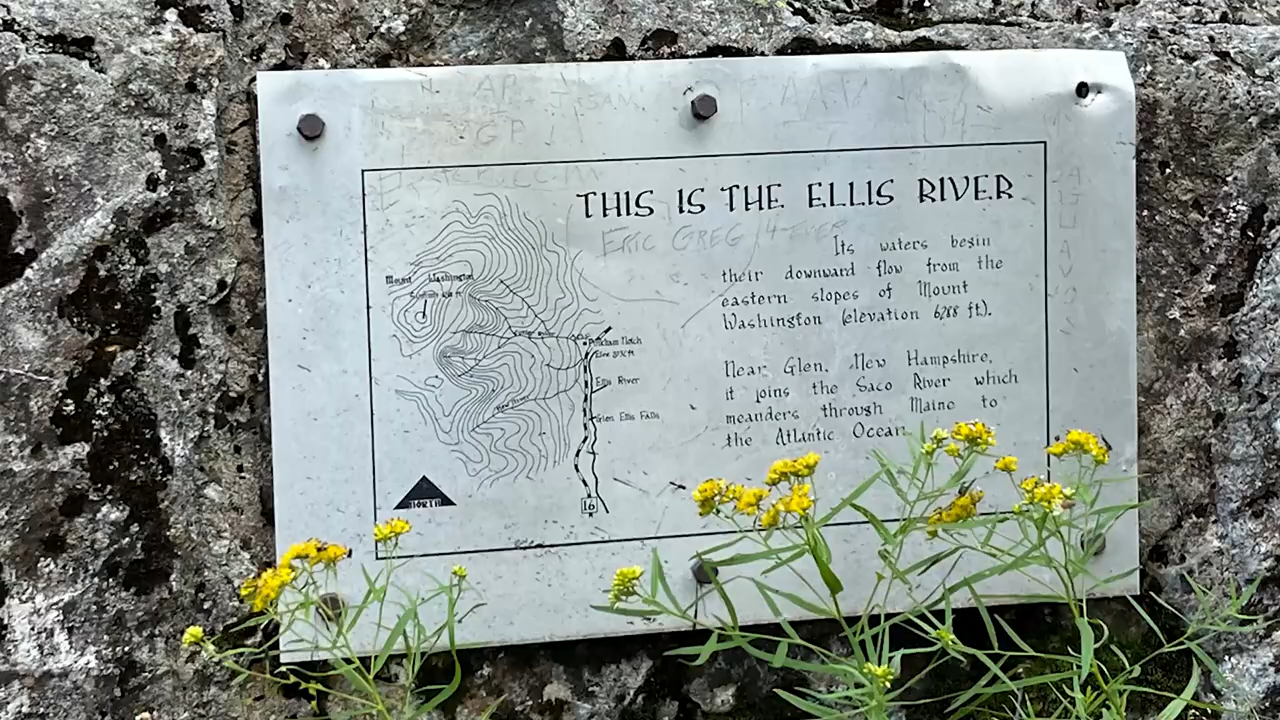 THIS IS THE ELLIS RIVER
ERIC GREG 4-EVER
Its waters begin
their downward flow from the
eastern slopes of Mount
Washington (elevation 6288 ft).
Near Glen, New Hampshire,
it joins the Saco River which
meanders through Maine to
the Atlantic Ocean
Mount Washington
Pinkham Notch
Ellis River
Glen Ellis Falls
NORTH
16